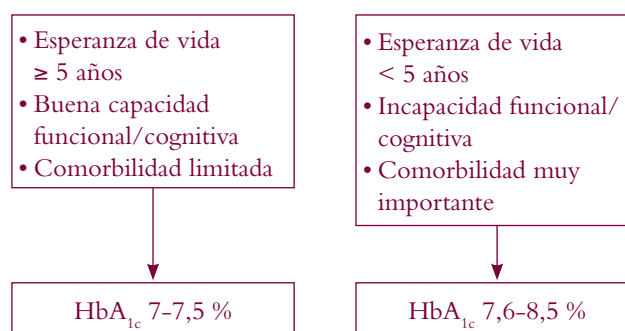 • Esperanza de vida
≥ 5 años
• Buena capacidad
funcional/cognitiva
• Comorbilidad limitada
• Esperanza de vida
< 5 años
• Incapacidad funcional/
cognitiva
• Comorbilidad muy
importante
HbA1c 7-7,5 %
HbA1c 7,6-8,5 %